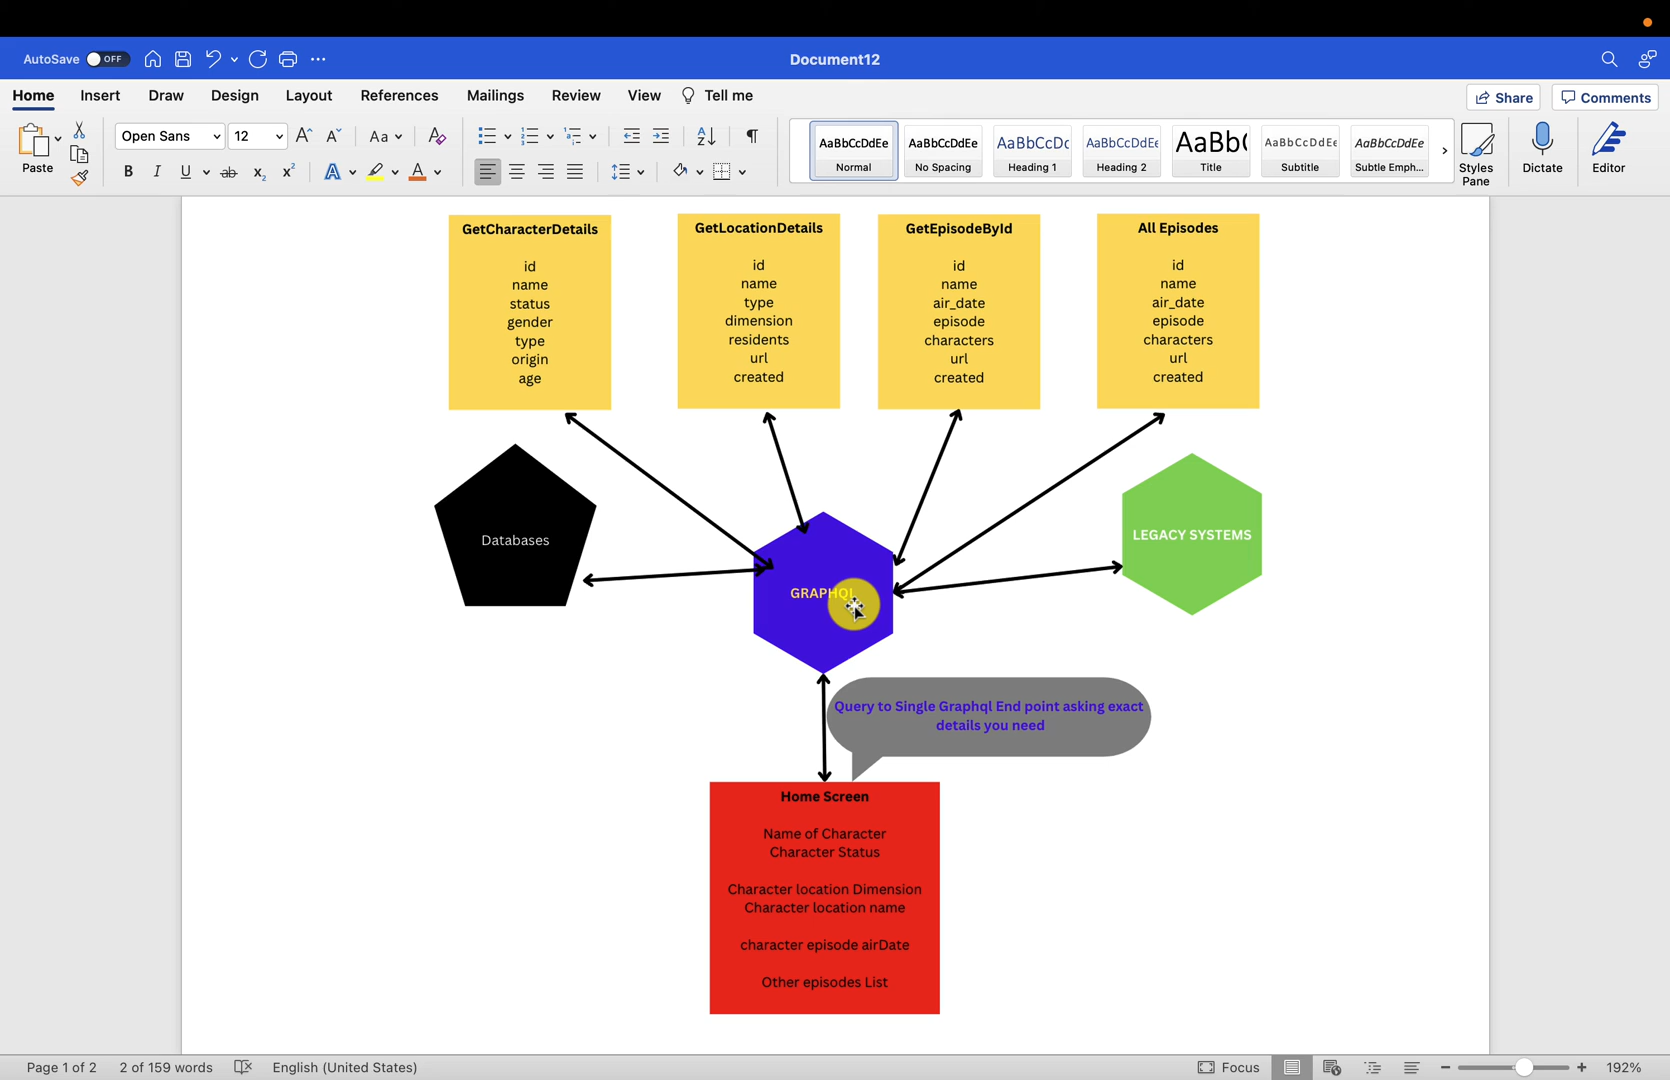 AutoSave OFF
Document12
Home Insert Draw Design Layout References Mailings Review View Tell me
Share Comments
Paste
Open Sans 12
AaBbCcDdEe AaBbCcDdEe AaBbCcDc AaBbCcDdEe AaBb( AaBbCcDdEe AaBbCcDdEe
Normal No Spacing Heading 1 Heading 2 Title Subtitle Subtle Emph...
Styles Pane
Dictate
Editor
GetCharacterDetails
id
name
status
gender
type
origin
age
GetLocationDetails
id
name
type
dimension
residents
url
created
GetEpisodeById
id
name
air_date
episode
characters
url
created
All Episodes
id
name
air_date
episode
characters
url
created
Databases
GRAPHQL
LEGACY SYSTEMS
Query to Single Graphql End point asking exact
details you need
Home Screen
Name of Character
Character Status
Character location Dimension
Character location name
character episode airDate
Other episodes List
Page 1 of 2 2 of 159 words English (United States)
Focus
192%